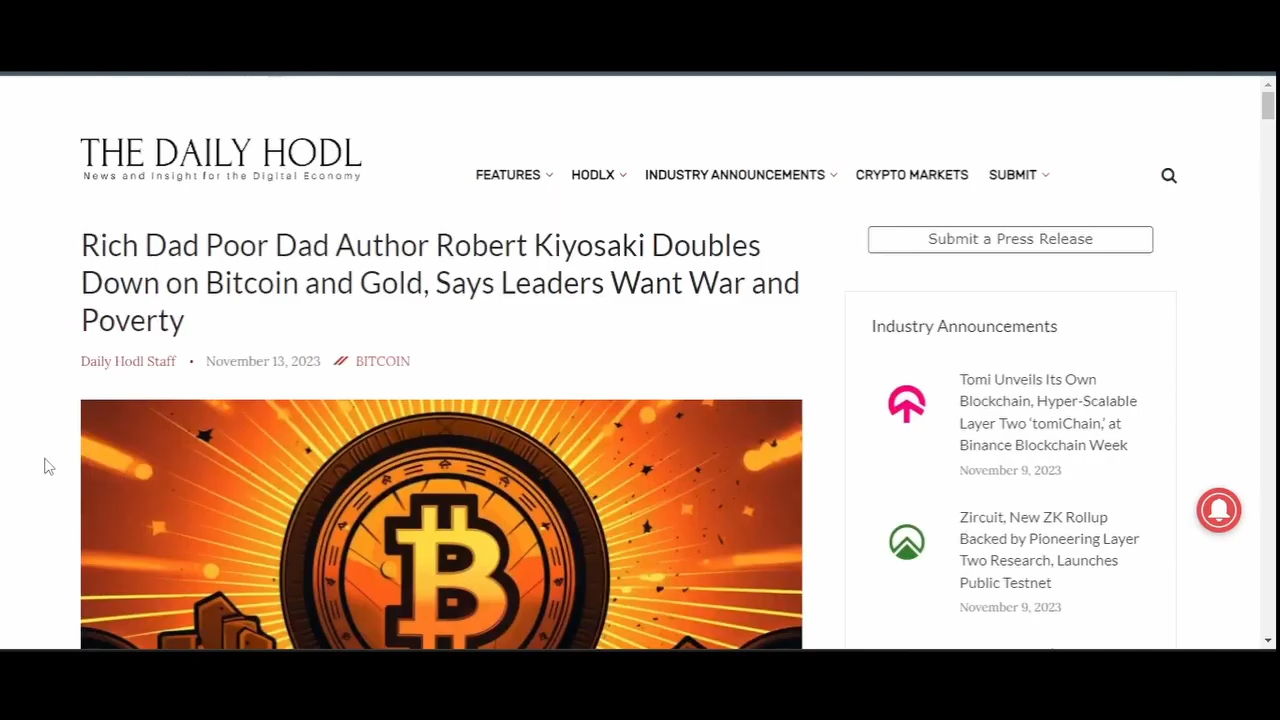 THE DAILY HODL
News and Insight for the Digital Economy
FEATURES
HODLX
INDUSTRY ANNOUNCEMENTS
CRYPTO MARKETS
SUBMIT
Rich Dad Poor Dad Author Robert Kiyosaki Doubles
Down on Bitcoin and Gold, Says Leaders Want War and
Poverty
Daily Hodl Staff • November 13, 2023 BITCOIN
Submit a Press Release
Industry Announcements
Tomi Unveils Its Own
Blockchain, Hyper-Scalable
Layer Two ‘tomiChain,’ at
Binance Blockchain Week
November 9, 2023
Zircuit, New ZK Rollup
Backed by Pioneering Layer
Two Research, Launches
Public Testnet
November 9, 2023